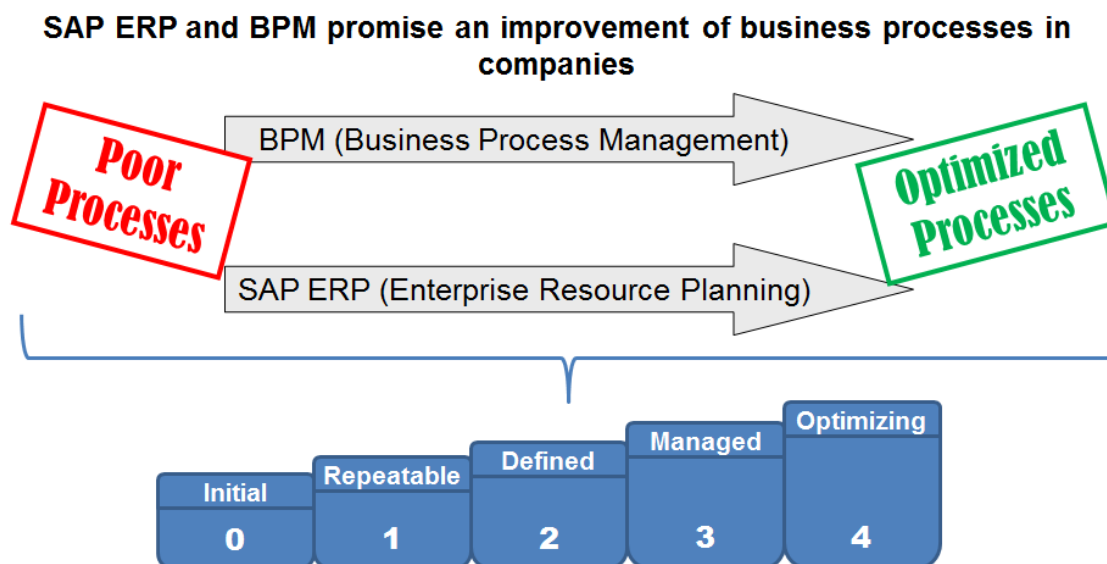 SAP ERP and BPM promise an improvement of business processes in
companies
Poor
Processes
BPM (Business Process Management)
Optimized
Processes
SAP ERP (Enterprise Resource Planning)
Initial
0
Repeatable
1
Defined
2
Managed
3
Optimizing
4